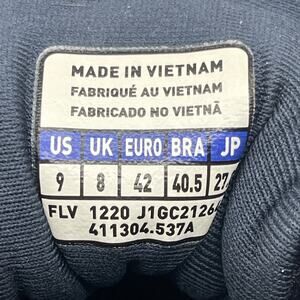 MADE IN VIETNAM
FABRIQUÉ AU VIETNAM
FABRICADO NO VIETNÃ
US UK EURO BRA JP
9 8 42 40.5
FLV 1220
411304.537A